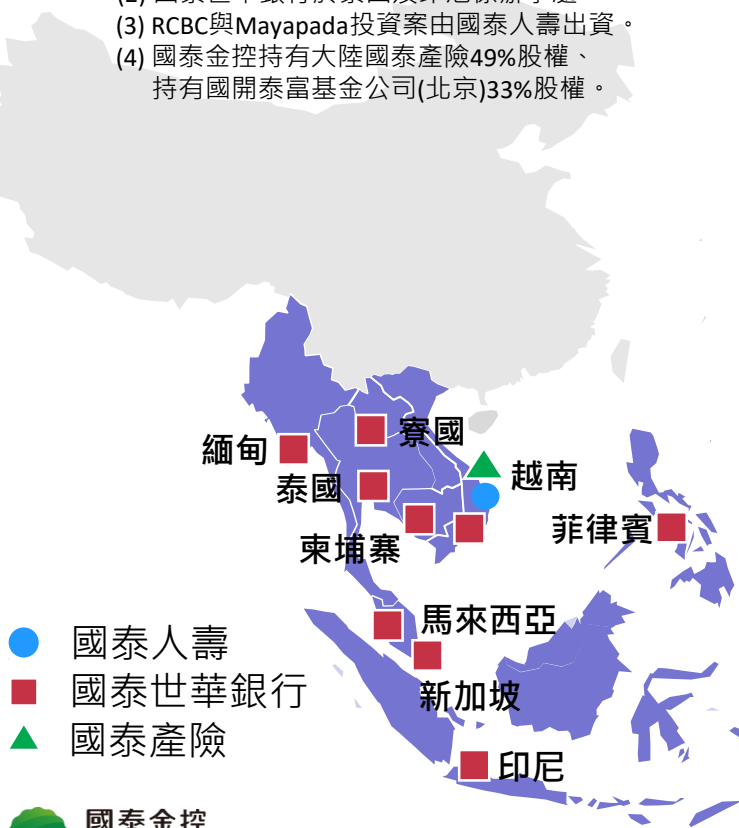 (3) RCBC與Mayapada投資案由國泰人壽出資。
(4) 國泰金控持有大陸國泰產險49%股權、
持有國開泰富基金公司(北京)33%股權。
緬甸
寮國
泰國
越南
柬埔寨
菲律賓
馬來西亞
新加坡
印尼
國泰人壽
國泰世華銀行
國泰產險
國泰金控